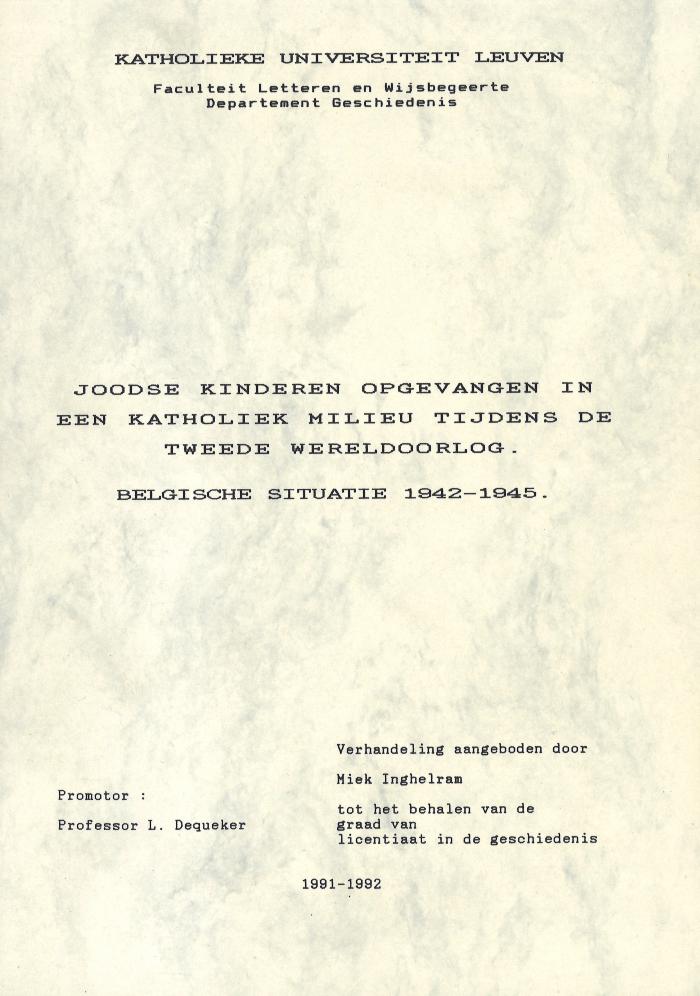 KATHOLIEKE UNIVERSITEIT LEUVEN
Faculteit Letteren en Wijsbegeerte
Departement Geschiedenis
JOODSE KINDEREN OPGEVANGEN IN
EEN KATHOLIEK MILIEU TIJDENS DE
TWEEDE WERELDOORLOG.
BELGISCHE SITUATIE 1942-1945.
Promotor :
Professor L. Dequeker
Verhandeling aangeboden door
Miek Inghelram
tot het behalen van de
graad van
licentiaat in de geschiedenis
1991-1992